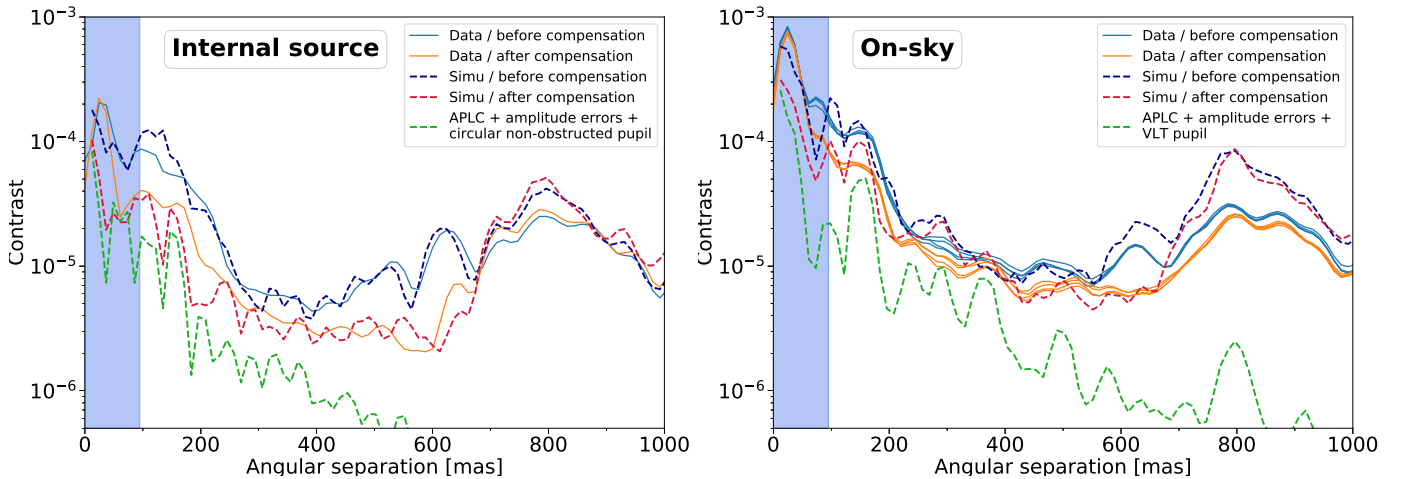 Internal source
Data / before compensation
Data / after compensation
Simu / before compensation
Simu / after compensation
APLC + amplitude errors +
circular non-obstructed pupil
10⁻³
10⁻⁴
10⁻⁵
10⁻⁶
Contrast
0 200 400 600 800 1000
Angular separation [mas]
On-sky
Data / before compensation
Data / after compensation
Simu / before compensation
Simu / after compensation
APLC + amplitude errors +
VLT pupil
10⁻³
10⁻⁴
10⁻⁵
10⁻⁶
Contrast
0 200 400 600 800 1000
Angular separation [mas]